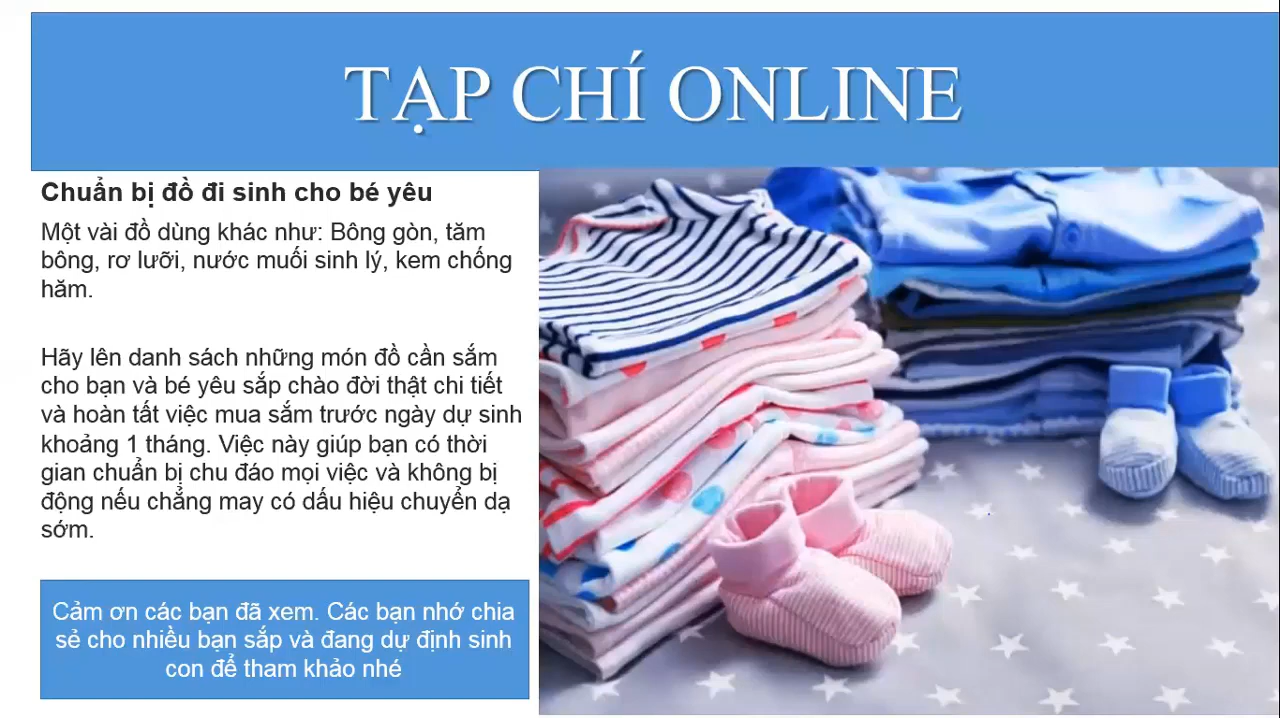 TẠP CHÍ ONLINE
Chuẩn bị đồ đi sinh cho bé yêu
Một vài đồ dùng khác như: Bông gòn, tăm
bông, rơ lưỡi, nước muối sinh lý, kem chống
hăm.
Hãy lên danh sách những món đồ cần sắm
cho bạn và bé yêu sắp chào đời thật chi tiết
và hoàn tất việc mua sắm trước ngày dự sinh
khoảng 1 tháng. Việc này giúp bạn có thời
gian chuẩn bị chu đáo mọi việc và không bị
động nếu chẳng may có dấu hiệu chuyển dạ
sớm.
Cảm ơn các bạn đã xem. Các bạn nhớ chia
sẻ cho nhiều bạn sắp và đang dự định sinh
con để tham khảo nhé